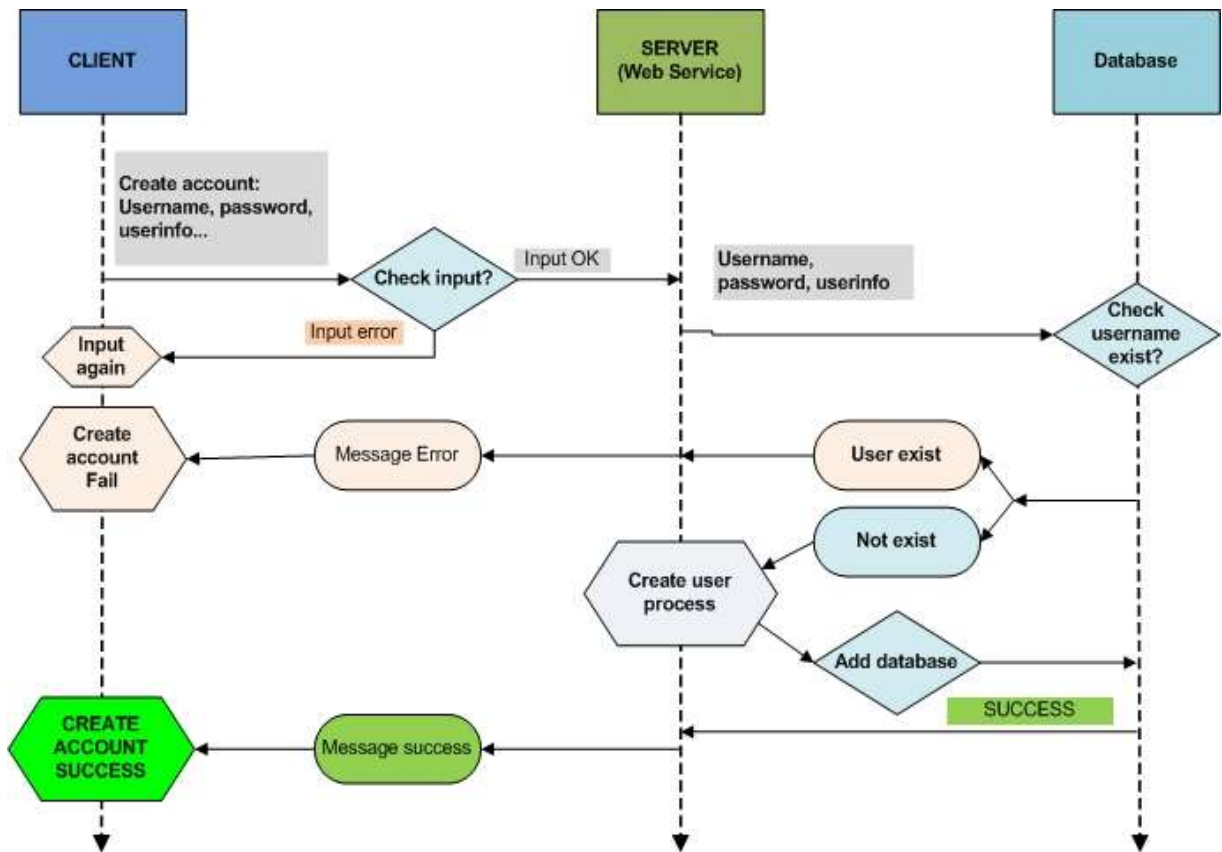 CLIENT
SERVER
(Web Service)
Database
Create account:
Username, password,
userinfo...
Check input?
Input OK
Username,
password, userinfo
Check
username
exist?
Input error
Input
again
Create
account
Fail
Message Error
User exist
Not exist
Create user
process
Add database
SUCCESS
CREATE
ACCOUNT
SUCCESS
Message success